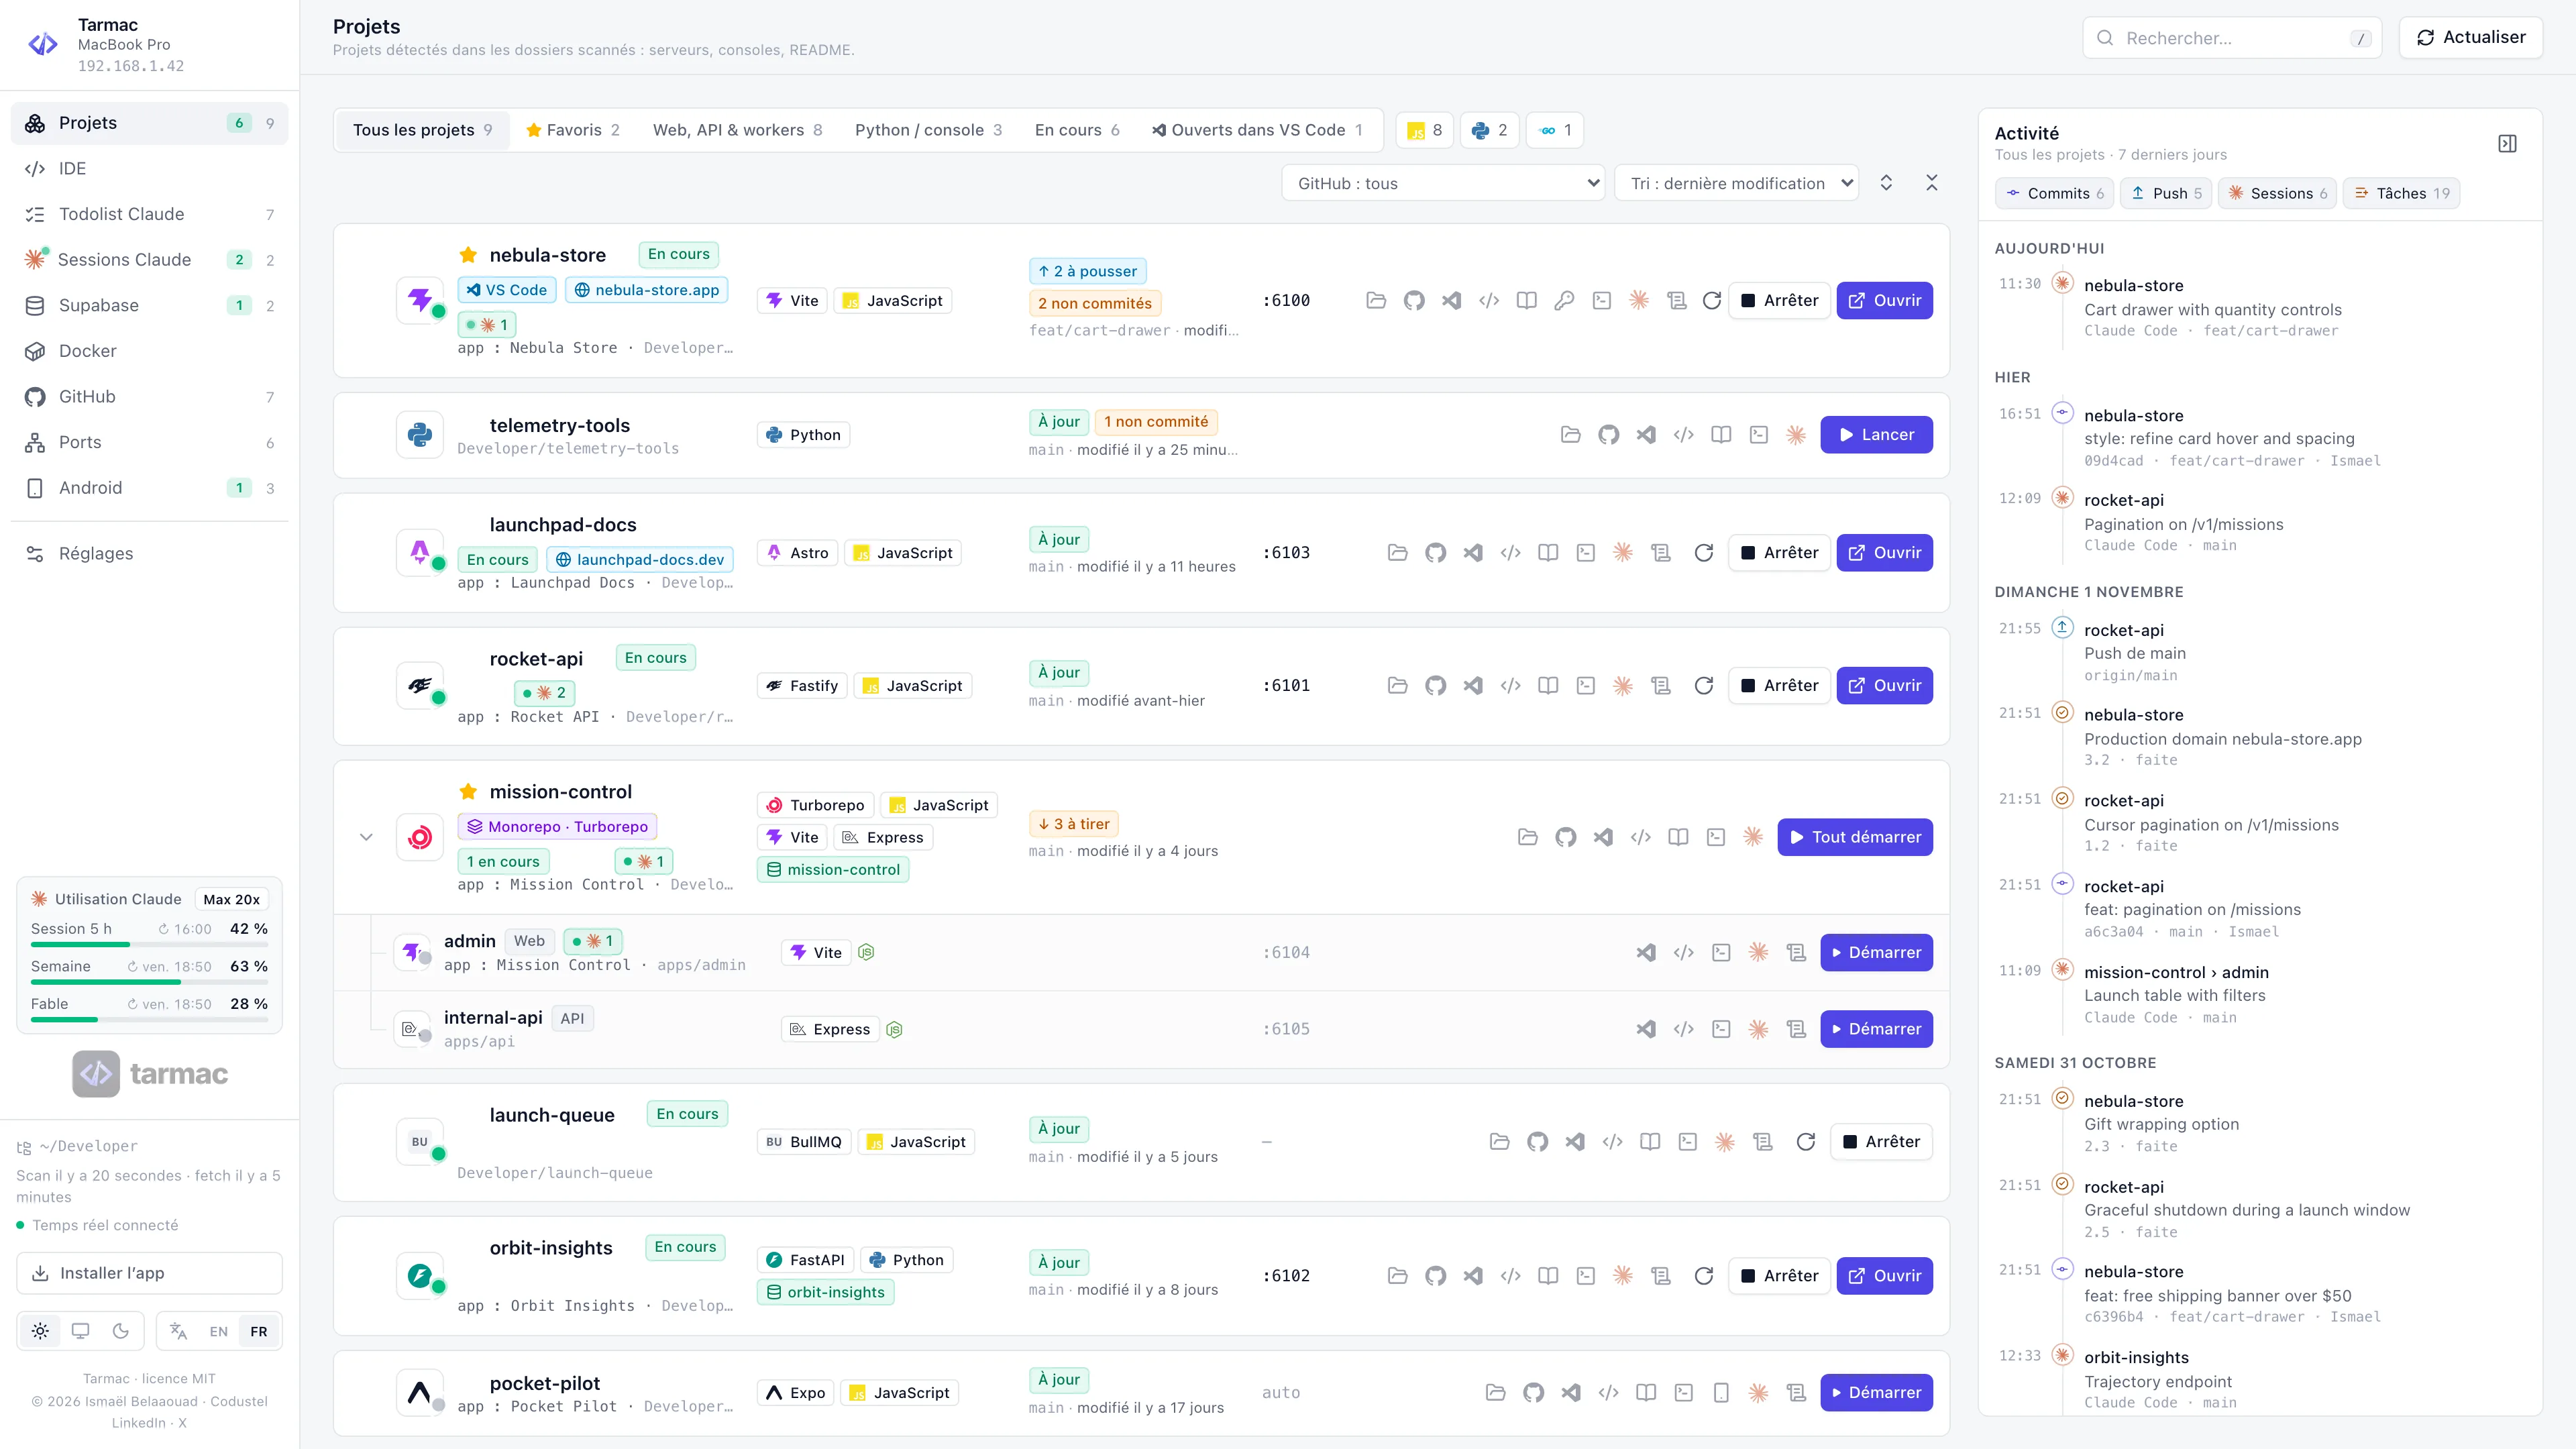 Tarmac
MacBook Pro
192.168.1.42
Projets 6 9
IDE
Todolist Claude 7
Sessions Claude 2 2
Supabase 1 2
Docker
GitHub 7
Ports 6
Android 1 3
Réglages
Utilisation Claude Max 20x
Session 5 h 16:00 42 %
Semaine ven. 18:50 63 %
Fable ven. 18:50 28 %
tarmac
~/Developer
Scan il y a 20 secondes · fetch il y a 5
minutes
Temps réel connecté
Installer l’app
EN FR
Tarmac · licence MIT
© 2026 Ismaël Belaaouad · Codustel
LinkedIn · X
Projets
Projets détectés dans les dossiers scannés : serveurs, consoles, README.
Rechercher... /
Actualiser
Tous les projets 9 Favoris 2 Web, API & workers 8 Python / console 3 En cours 6 Ouverts dans VS Code 1 JS 8 2 GO 1
GitHub : tous Tri : dernière modification
nebula-store En cours
VS Code nebula-store.app
1
app : Nebula Store · Developer…
Vite JS JavaScript
↑ 2 à pousser
2 non commités
feat/cart-drawer · modifi…
:6100
Arrêter Ouvrir
telemetry-tools
Developer/telemetry-tools
Python
À jour 1 non commité
main · modifié il y a 25 minu…
Lancer
launchpad-docs
En cours launchpad-docs.dev
app : Launchpad Docs · Develop…
Astro JS JavaScript
À jour
main · modifié il y a 11 heures
:6103
Arrêter Ouvrir
rocket-api En cours
2
app : Rocket API · Developer/r…
Fastify JS JavaScript
À jour
main · modifié avant-hier
:6101
Arrêter Ouvrir
mission-control
Monorepo · Turborepo
1 en cours 1
app : Mission Control · Develo…
Turborepo JS JavaScript
Vite Express
mission-control
↓ 3 à tirer
main · modifié il y a 4 jours
Tout démarrer
admin Web 1
app : Mission Control · apps/admin
Vite
:6104
Démarrer
internal-api API
apps/api
Express
:6105
Démarrer
BU
launch-queue En cours
Developer/launch-queue
BU BullMQ JS JavaScript
À jour
main · modifié il y a 5 jours
–
Arrêter
orbit-insights En cours
app : Orbit Insights · Develop…
FastAPI Python
orbit-insights
À jour
main · modifié il y a 8 jours
:6102
Arrêter Ouvrir
pocket-pilot
app : Pocket Pilot · Developer…
Expo JS JavaScript
À jour
main · modifié il y a 17 jours
auto
Démarrer
Activité
Tous les projets · 7 derniers jours
Commits 6 Push 5 Sessions 6 Tâches 19
AUJOURD'HUI
11:30 nebula-store
Cart drawer with quantity controls
Claude Code · feat/cart-drawer
HIER
16:51 nebula-store
style: refine card hover and spacing
09d4cad · feat/cart-drawer · Ismael
12:09 rocket-api
Pagination on /v1/missions
Claude Code · main
DIMANCHE 1 NOVEMBRE
21:55 rocket-api
Push de main
origin/main
21:51 nebula-store
Production domain nebula-store.app
3.2 · faite
21:51 rocket-api
Cursor pagination on /v1/missions
1.2 · faite
21:51 rocket-api
feat: pagination on /missions
a6c3a04 · main · Ismael
11:09 mission-control › admin
Launch table with filters
Claude Code · main
SAMEDI 31 OCTOBRE
21:51 nebula-store
Gift wrapping option
2.3 · faite
21:51 rocket-api
Graceful shutdown during a launch window
2.5 · faite
21:51 nebula-store
feat: free shipping banner over $50
c6396b4 · feat/cart-drawer · Ismael
12:33 orbit-insights
Trajectory endpoint
Claude Code · main